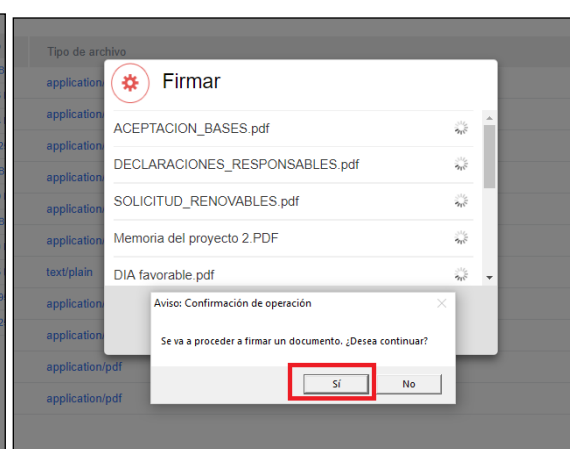 Tipo de archivo
Firmar
application
ACEPTACION_BASES.pdf
application
application
DECLARACIONES_RESPONSABLES.pdf
application
SOLICITUD_RENOVABLES.pdf
application
application
Memoria del proyecto 2.PDF
text/plain
DIA favorable.pdf
application
Aviso: Confirmación de operación
application
Se va a proceder a firmar un documento. ¿Desea continuar?
application/pdf
Sí
No
application/pdf